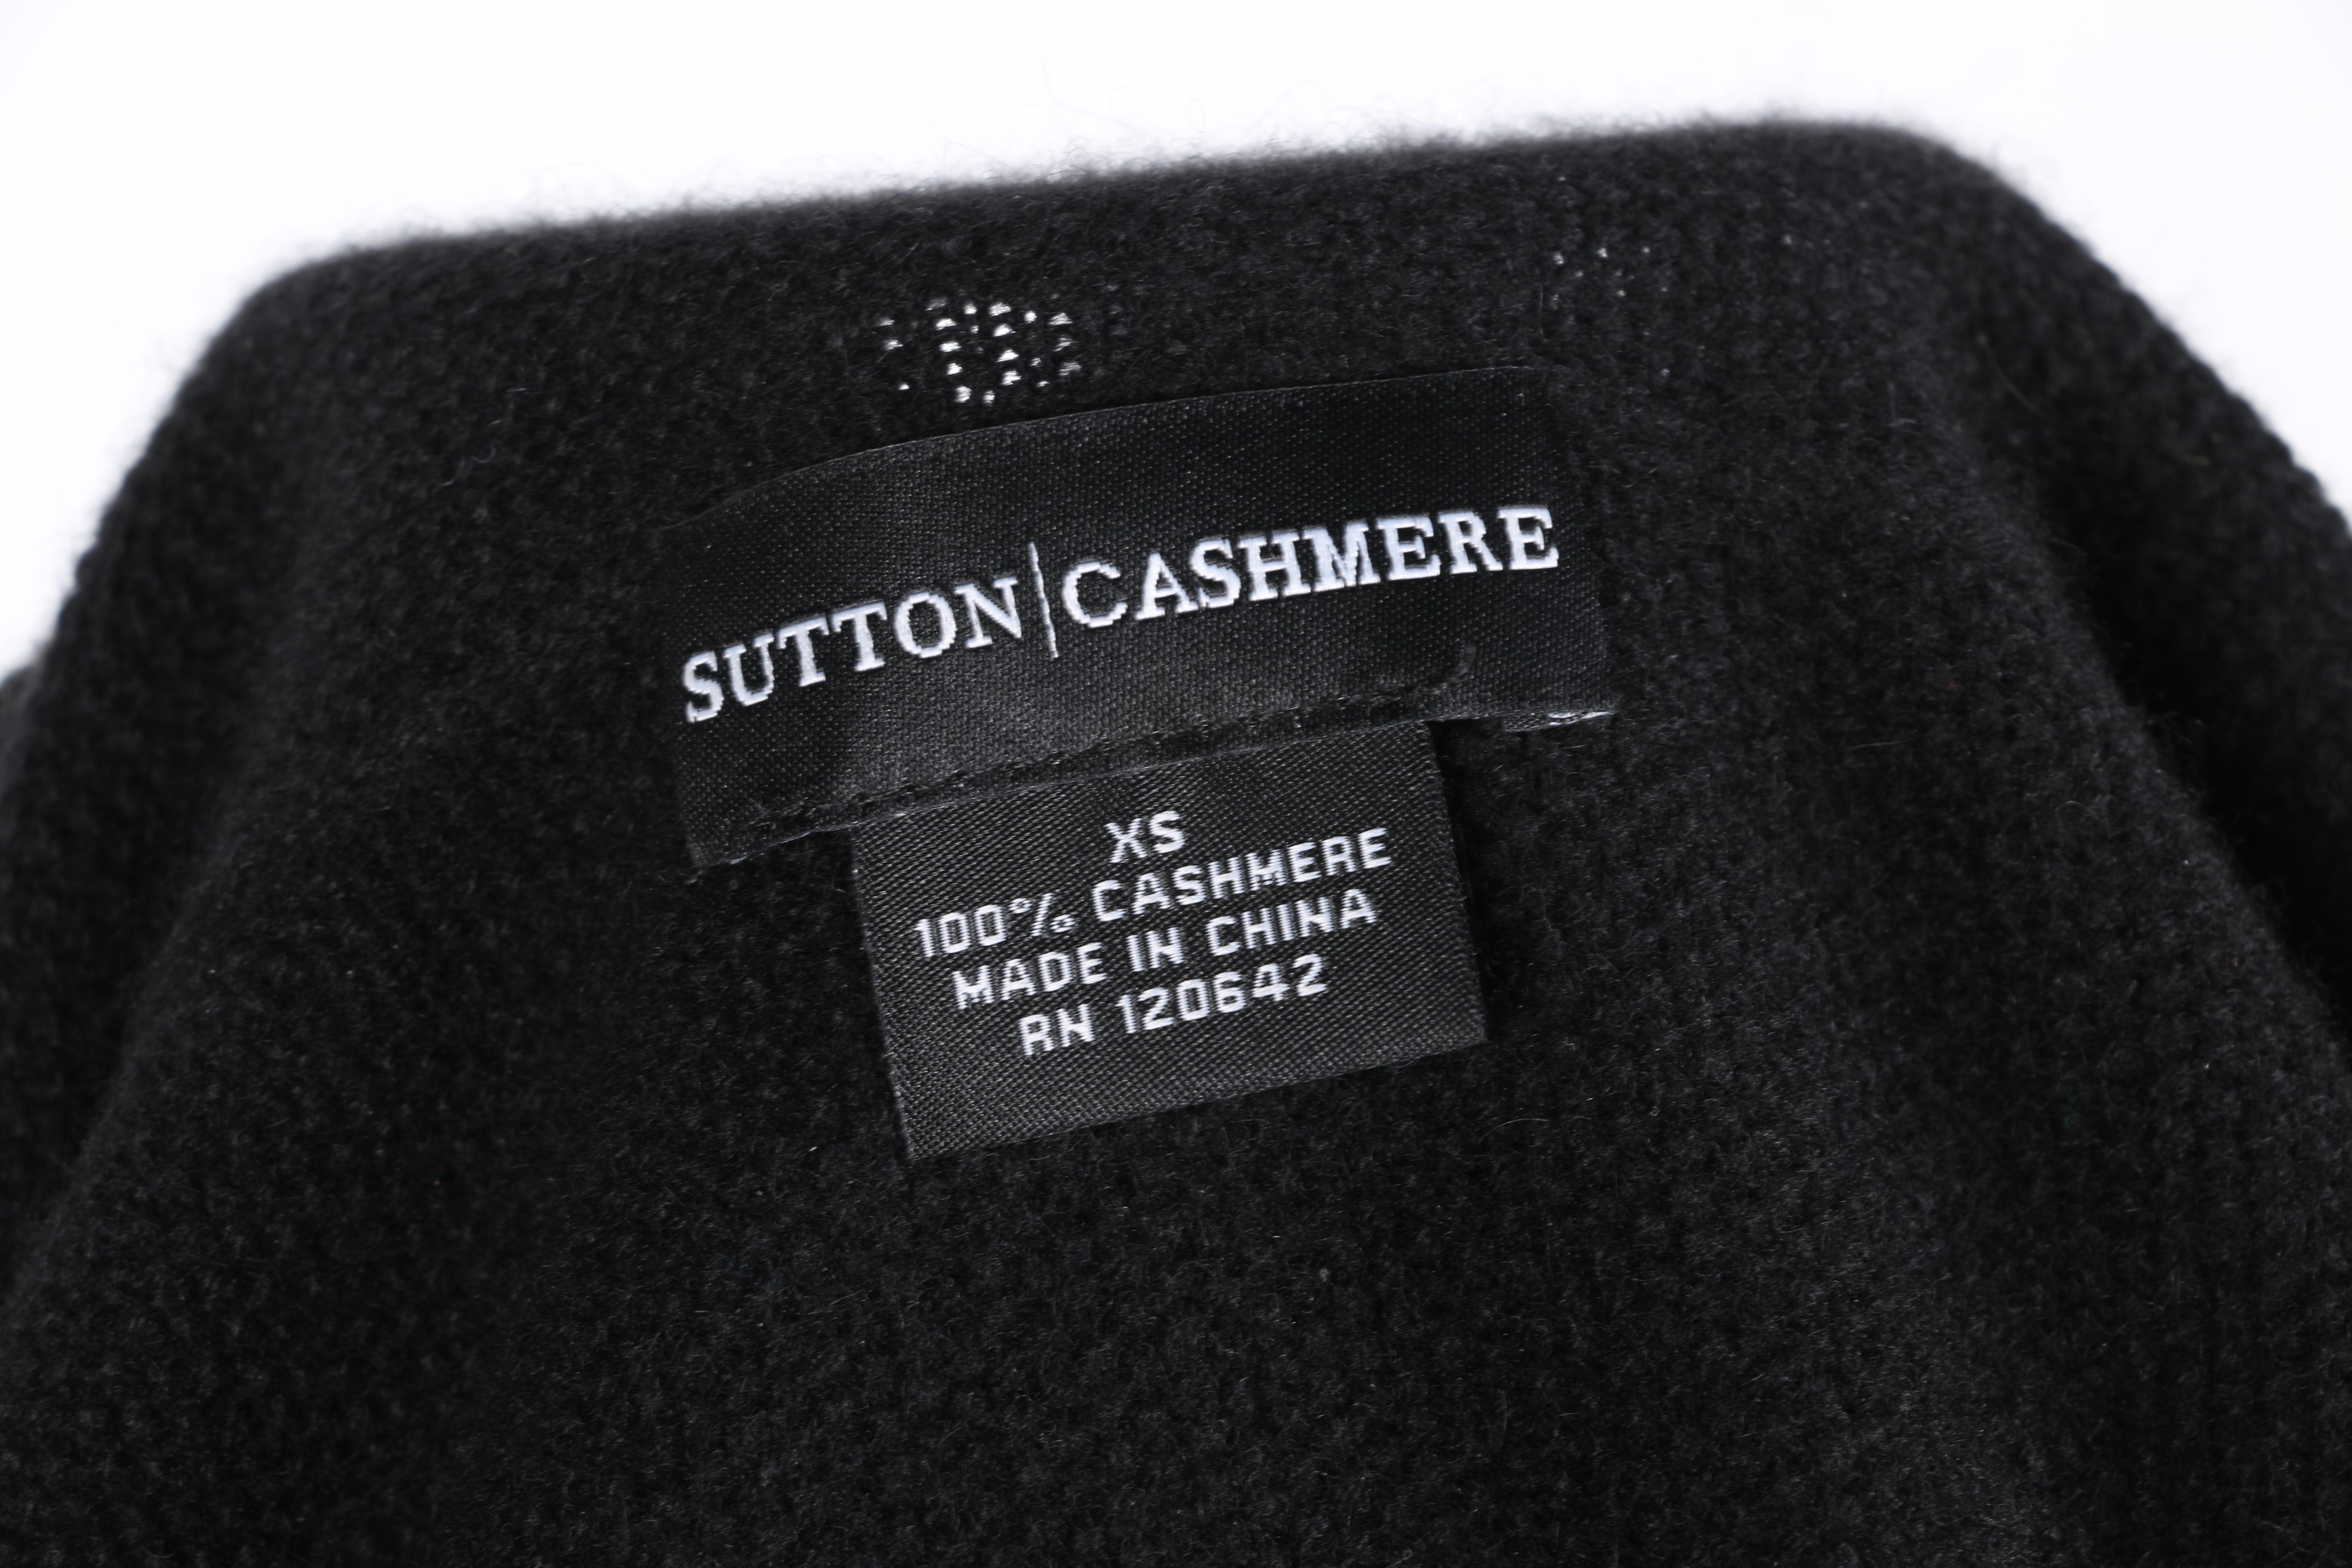 SUTTON|CASHMERE
XS
100% CASHMERE
MADE IN CHINA
RN 120642